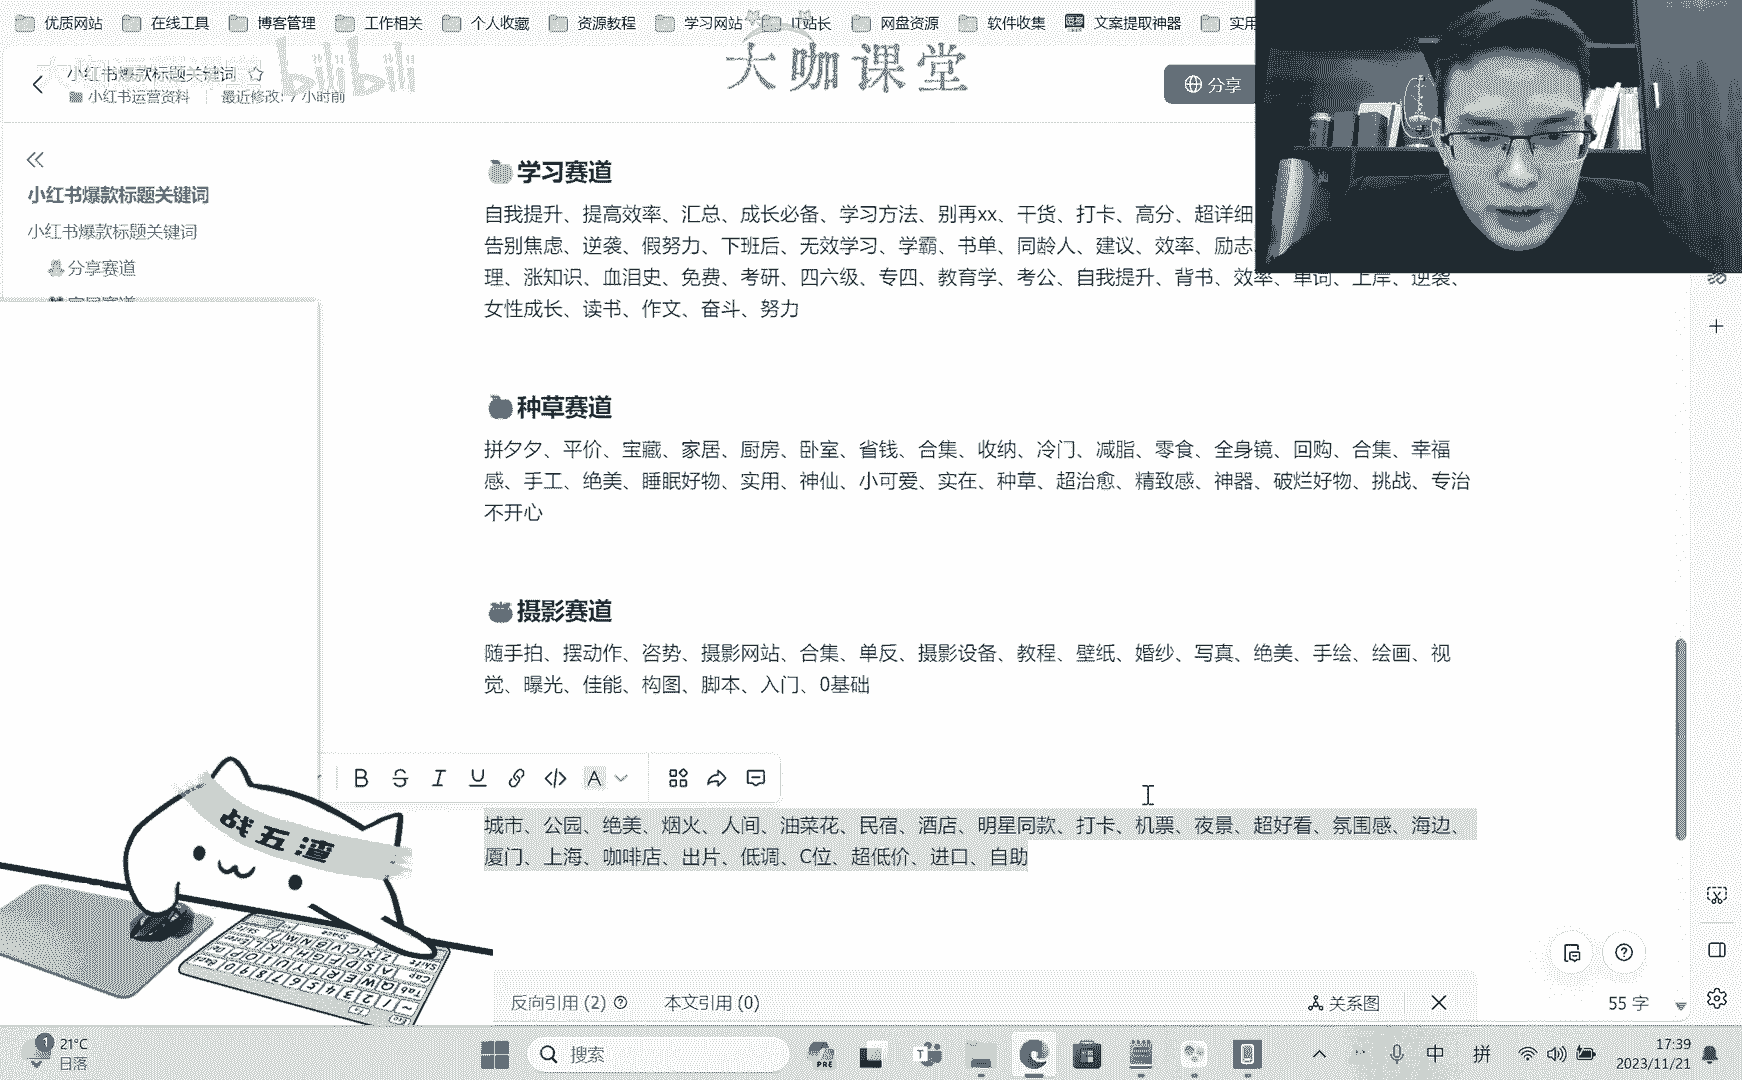 优质网站 在线工具 博客管理 工作相关 个人收藏 资源教程 学习网站 IT站长 网盘资源 软件收集 文案提取神器 实用
大咖课堂 bilibili
小红书爆款标题关键词
小红书运营资料 最近修改: 7 小时前
大咖课堂
分享
小红书爆款标题关键词
小红书爆款标题关键词
分享赛道
学习赛道
自我提升、提高效率、汇总、成长必备、学习方法、别再xx、干货、打卡、高分、超详细
告别焦虑、逆袭、假努力、下班后、无效学习、学霸、书单、同龄人、建议、效率、励志
理、涨知识、血泪史、免费、考研、四六级、专四、教育学、考公、自我提升、背书、效率、单词、上岸、逆袭、
女性成长、读书、作文、奋斗、努力
种草赛道
拼夕夕、平价、宝藏、家居、厨房、卧室、省钱、合集、收纳、冷门、减脂、零食、全身镜、回购、合集、幸福
感、手工、绝美、睡眠好物、实用、神仙、小可爱、实在、种草、超治愈、精致感、神器、破烂好物、挑战、专治
不开心
摄影赛道
随手拍、摆动作、咨势、摄影网站、合集、单反、摄影设备、教程、壁纸、婚纱、写真、绝美、手绘、绘画、视
觉、曝光、佳能、构图、脚本、入门、0基础
B S I U A
城市、公园、绝美、烟火、人间、油菜花、民宿、酒店、明星同款、打卡、机票、夜景、超好看、氛围感、海边、
厦门、上海、咖啡店、出片、低调、C位、超低价、进口、自助
战五渣
反向引用 (2) 本文引用 (0) 关系图 55 字
1 21°C
日落
搜索
PRE
中 拼
17:39
2023/11/21